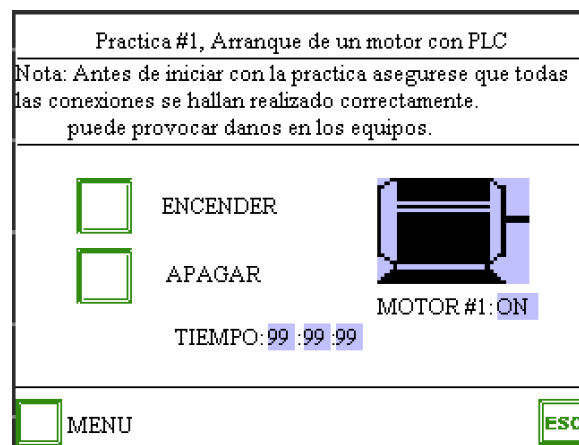 Practica #1, Arranque de un motor con PLC
Nota: Antes de iniciar con la practica asegurese que todas
las conexiones se hallan realizado correctamente.
puede provocar danos en los equipos.
ENCENDER
APAGAR
MOTOR #1: ON
TIEMPO: 99 :99 :99
MENU
ESC